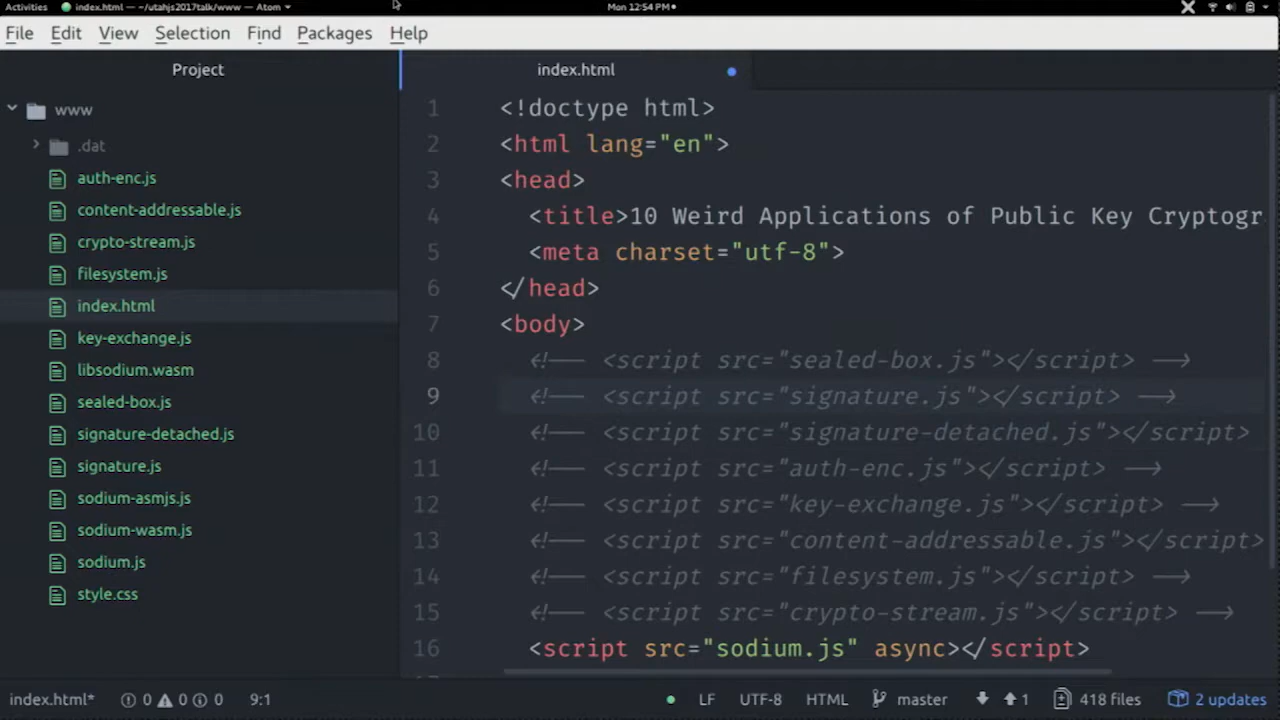 Activities index.html — ~/utahjs2017talk/www — Atom Mon 12:54 PM
File Edit View Selection Find Packages Help
Project
index.html
www
.dat
auth-enc.js
content-addressable.js
crypto-stream.js
filesystem.js
index.html
key-exchange.js
libsodium.wasm
sealed-box.js
signature-detached.js
signature.js
sodium-asmjs.js
sodium-wasm.js
sodium.js
style.css
1 <!doctype html>
2 <html lang="en">
3 <head>
4 <title>10 Weird Applications of Public Key Cryptogr
5 <meta charset="utf-8">
6 </head>
7 <body>
8 <!-- <script src="sealed-box.js"></script> -->
9 <!-- <script src="signature.js"></script> -->
10 <!-- <script src="signature-detached.js"></script>
11 <!-- <script src="auth-enc.js"></script> -->
12 <!-- <script src="key-exchange.js"></script> -->
13 <!-- <script src="content-addressable.js"></script>
14 <!-- <script src="filesystem.js"></script> -->
15 <!-- <script src="crypto-stream.js"></script> -->
16 <script src="sodium.js" async></script>
index.html* 0 0 0 9:1 LF UTF-8 HTML master 1 418 files 2 updates